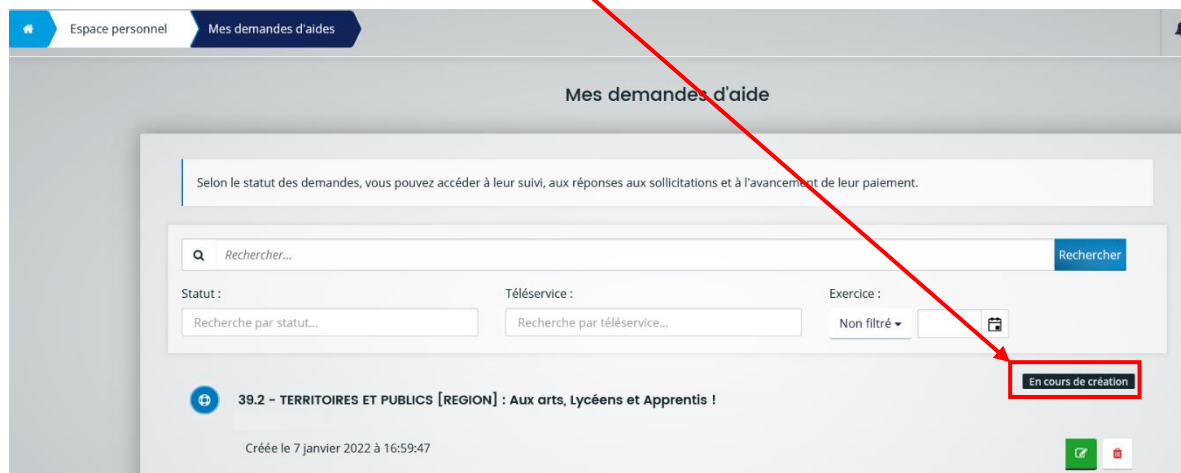 Espace personnel Mes demandes d'aides
Mes demandes d'aide
Selon le statut des demandes, vous pouvez accéder à leur suivi, aux réponses aux sollicitations et à l'avancement de leur paiement.
Rechercher... Rechercher
Statut : Téléservice : Exercice :
Recherche par statut... Recherche par téléservice... Non filtré
En cours de création
39.2 – TERRITOIRES ET PUBLICS [REGION] : Aux arts, Lycéens et Apprentis !
Créée le 7 janvier 2022 à 16:59:47